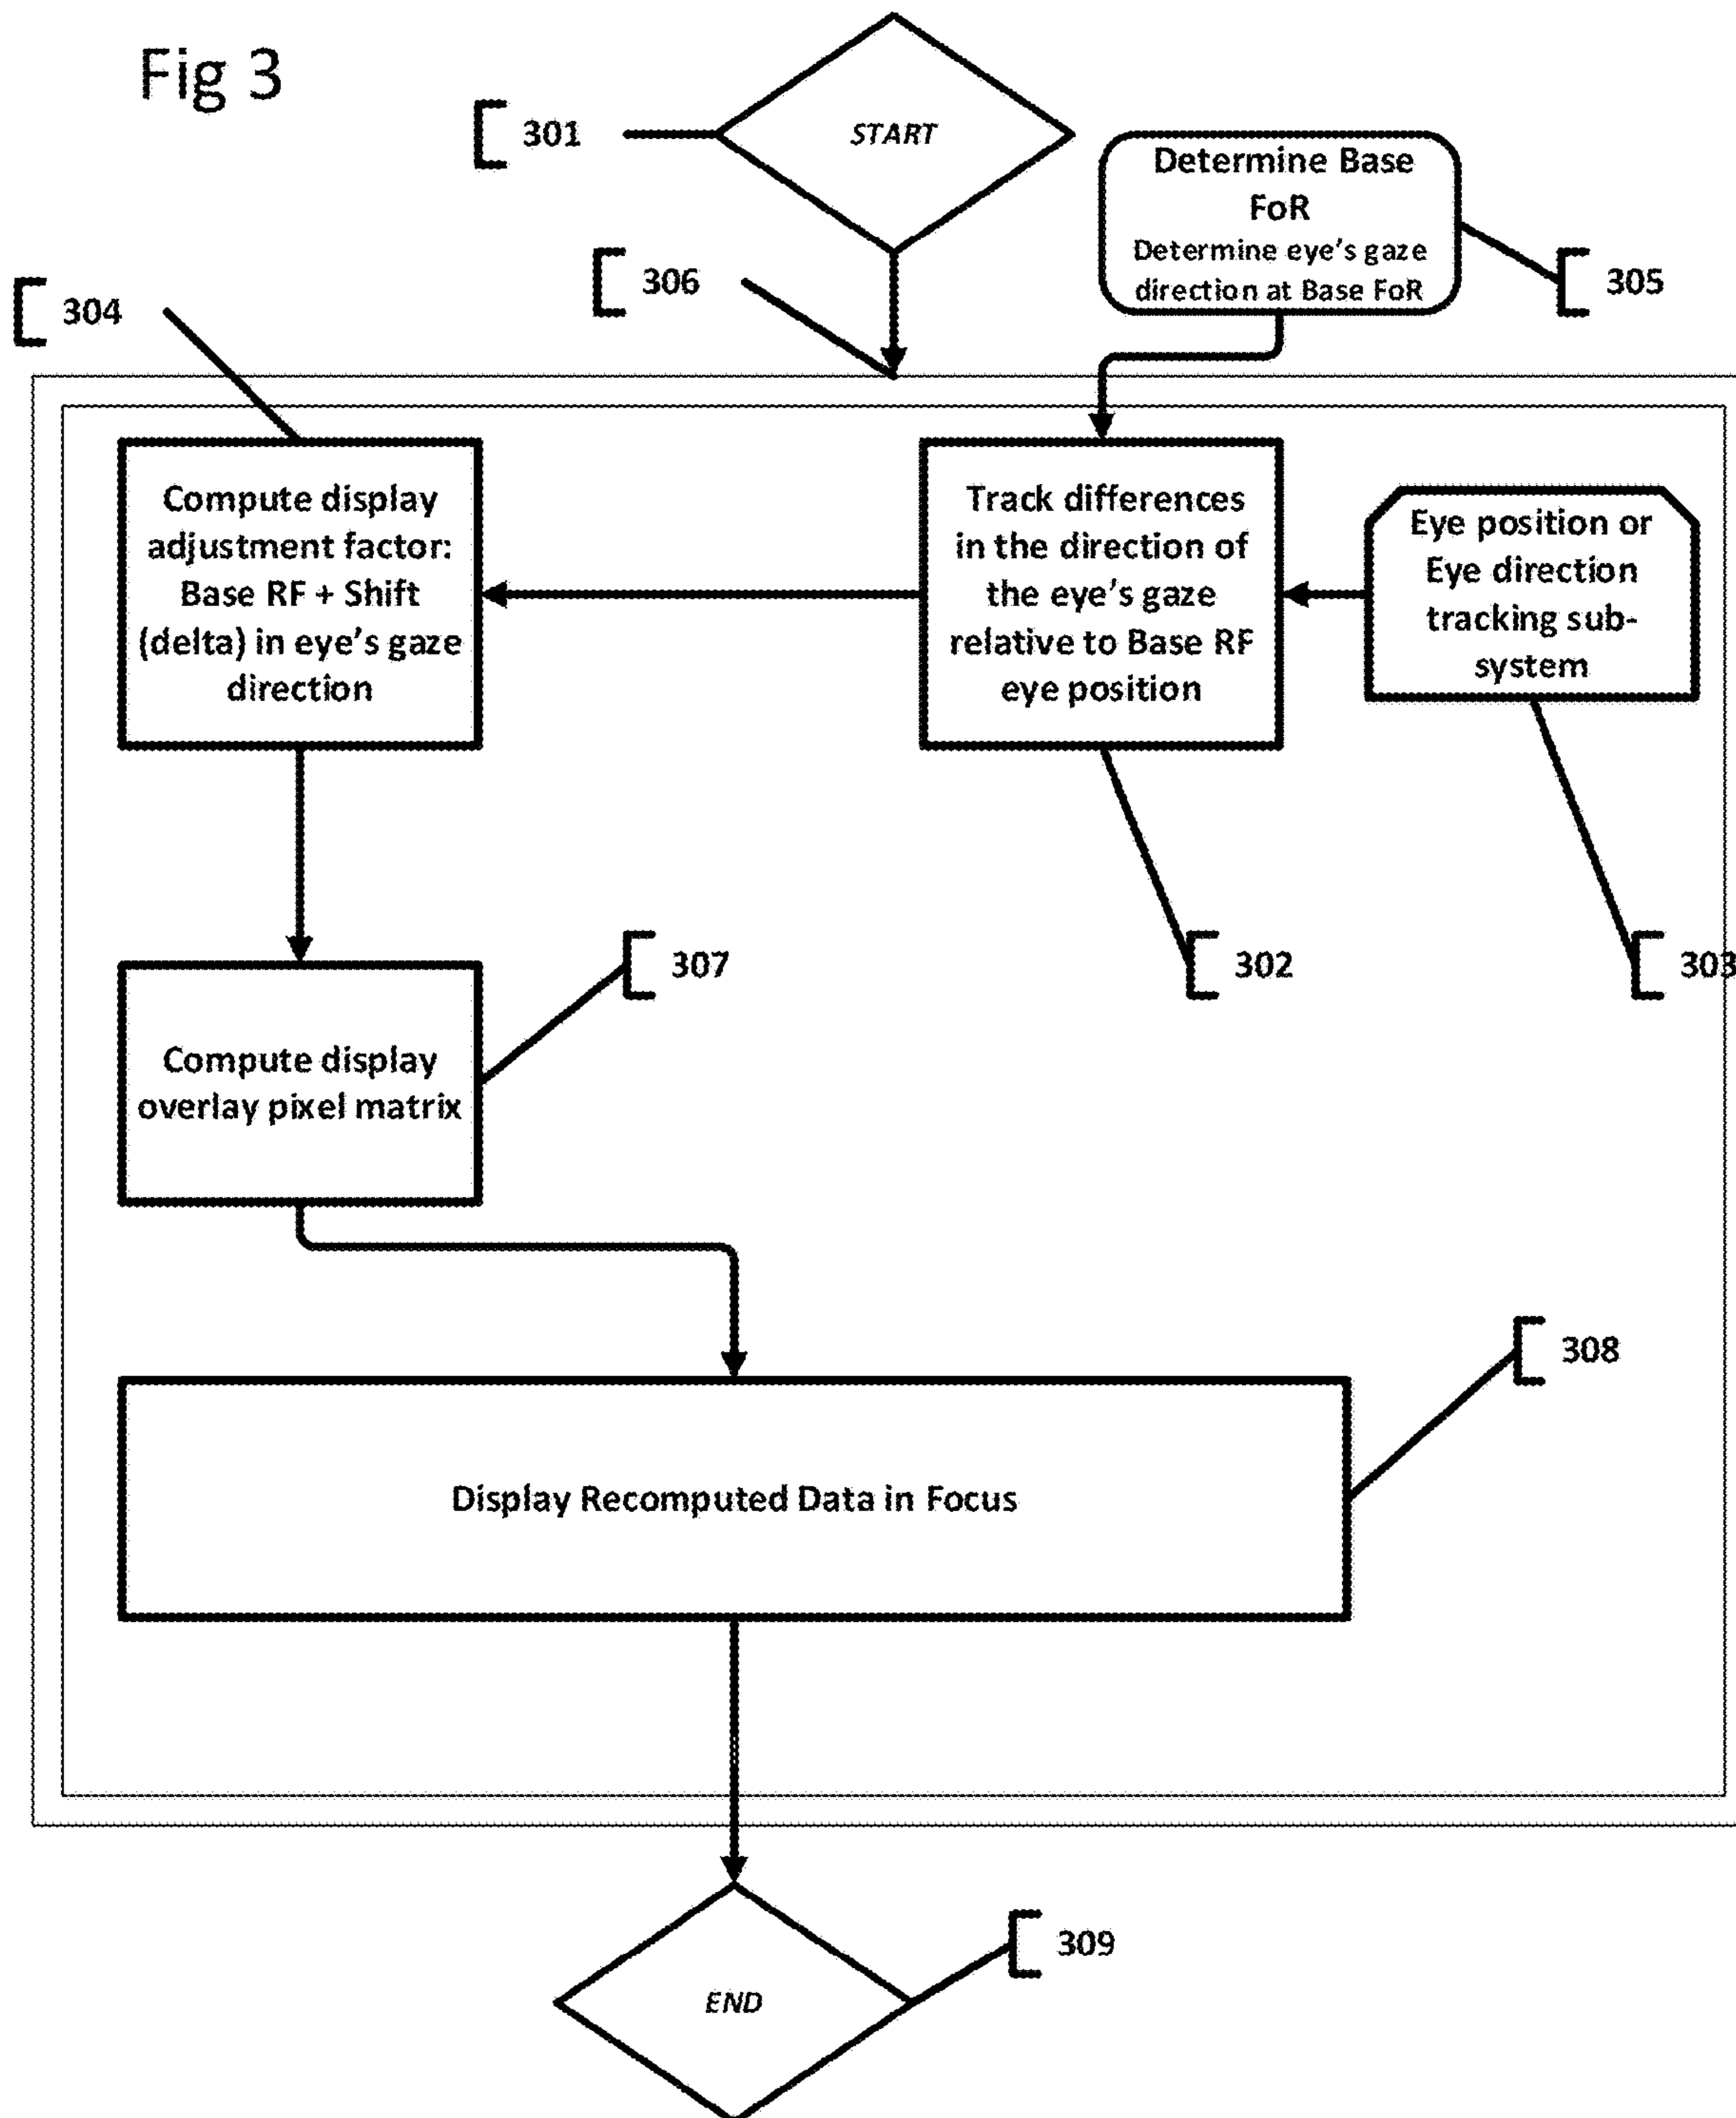 Fig 3
301
START
Determine Base
FoR
Determine eye's gaze
direction at Base FoR
305
306
304
Compute display
adjustment factor:
Base RF + Shift
(delta) in eye's gaze
direction
Track differences
in the direction of
the eye's gaze
relative to Base RF
eye position
Eye position or
Eye direction
tracking sub-
system
307
302
303
Compute display
overlay pixel matrix
308
Display Recomputed Data in Focus
309
END